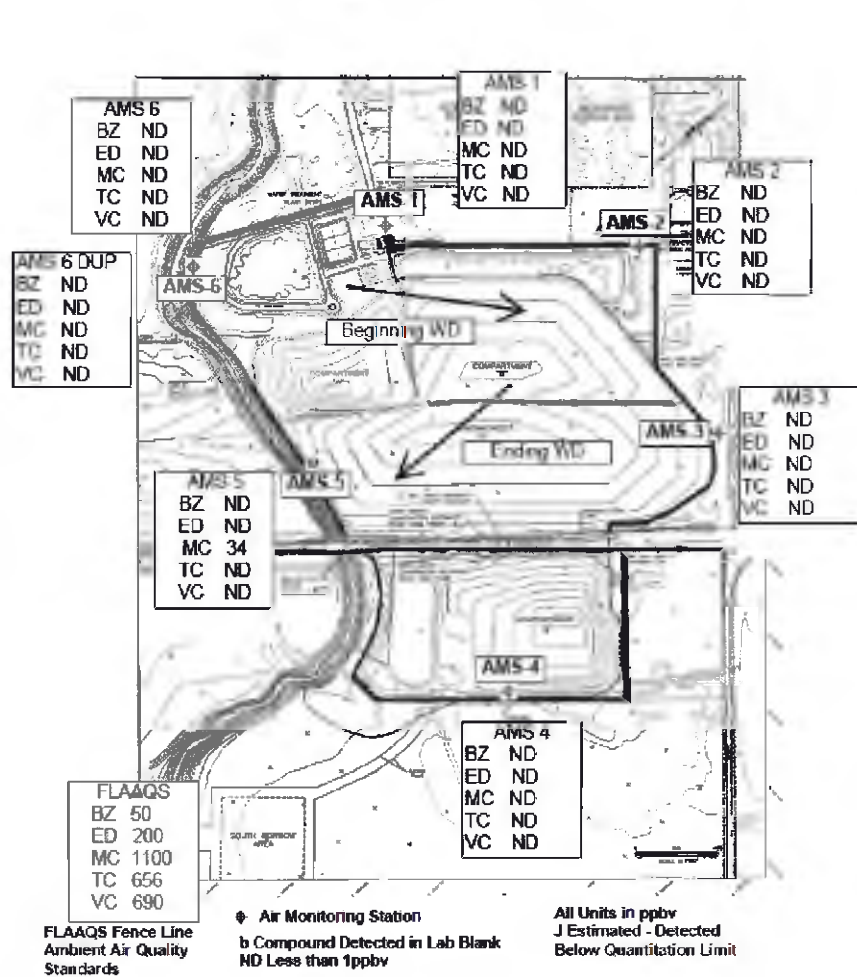 AMS 1
BZ ND
ED ND
MC ND
TC ND
VC ND
AMS 6
BZ ND
ED ND
MC ND
TC ND
VC ND
AMS 2
BZ ND
ED ND
MC ND
TC ND
VC ND
AMS 1
AMS 2
AMS 6 DUP
BZ ND
ED ND
MC ND
TC ND
VC ND
AMS-6
Beginning WD
COMPARTMENT
COMPARTMENT
AMS 3
BZ ND
ED ND
MC ND
TC ND
VC ND
AMS-3
Ending WD
AMS-5
AMS 5
BZ ND
ED ND
MC 34
TC ND
VC ND
AMS-4
AMS 4
BZ ND
ED ND
MC ND
TC ND
VC ND
FLAAQS
BZ 50
ED 200
MC 1100
TC 656
VC 690
SOUTH BORROW
AREA
FLAAQS Fence Line
Ambient Air Quality
Standards
Air Monitoring Station
b Compound Detected in Lab Blank
ND Less than 1ppbv
All Units in ppbv
J Estimated - Detected
Below Quantitation Limit